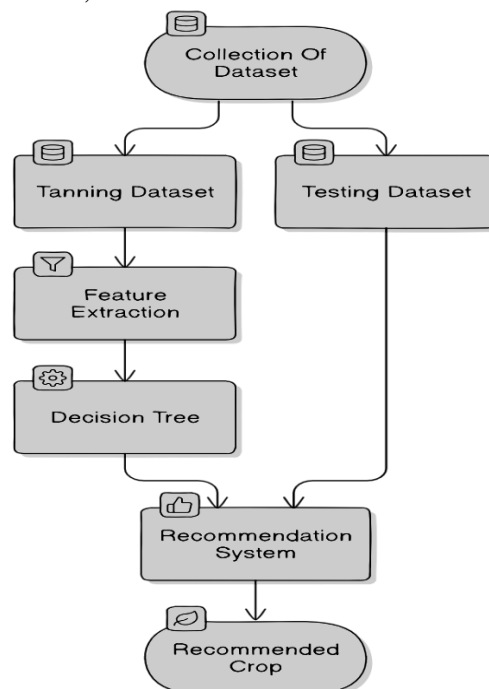 Collection Of
Dataset
Tanning Dataset
Testing Dataset
Feature
Extraction
Decision Tree
Recommendation
System
Recommended
Crop